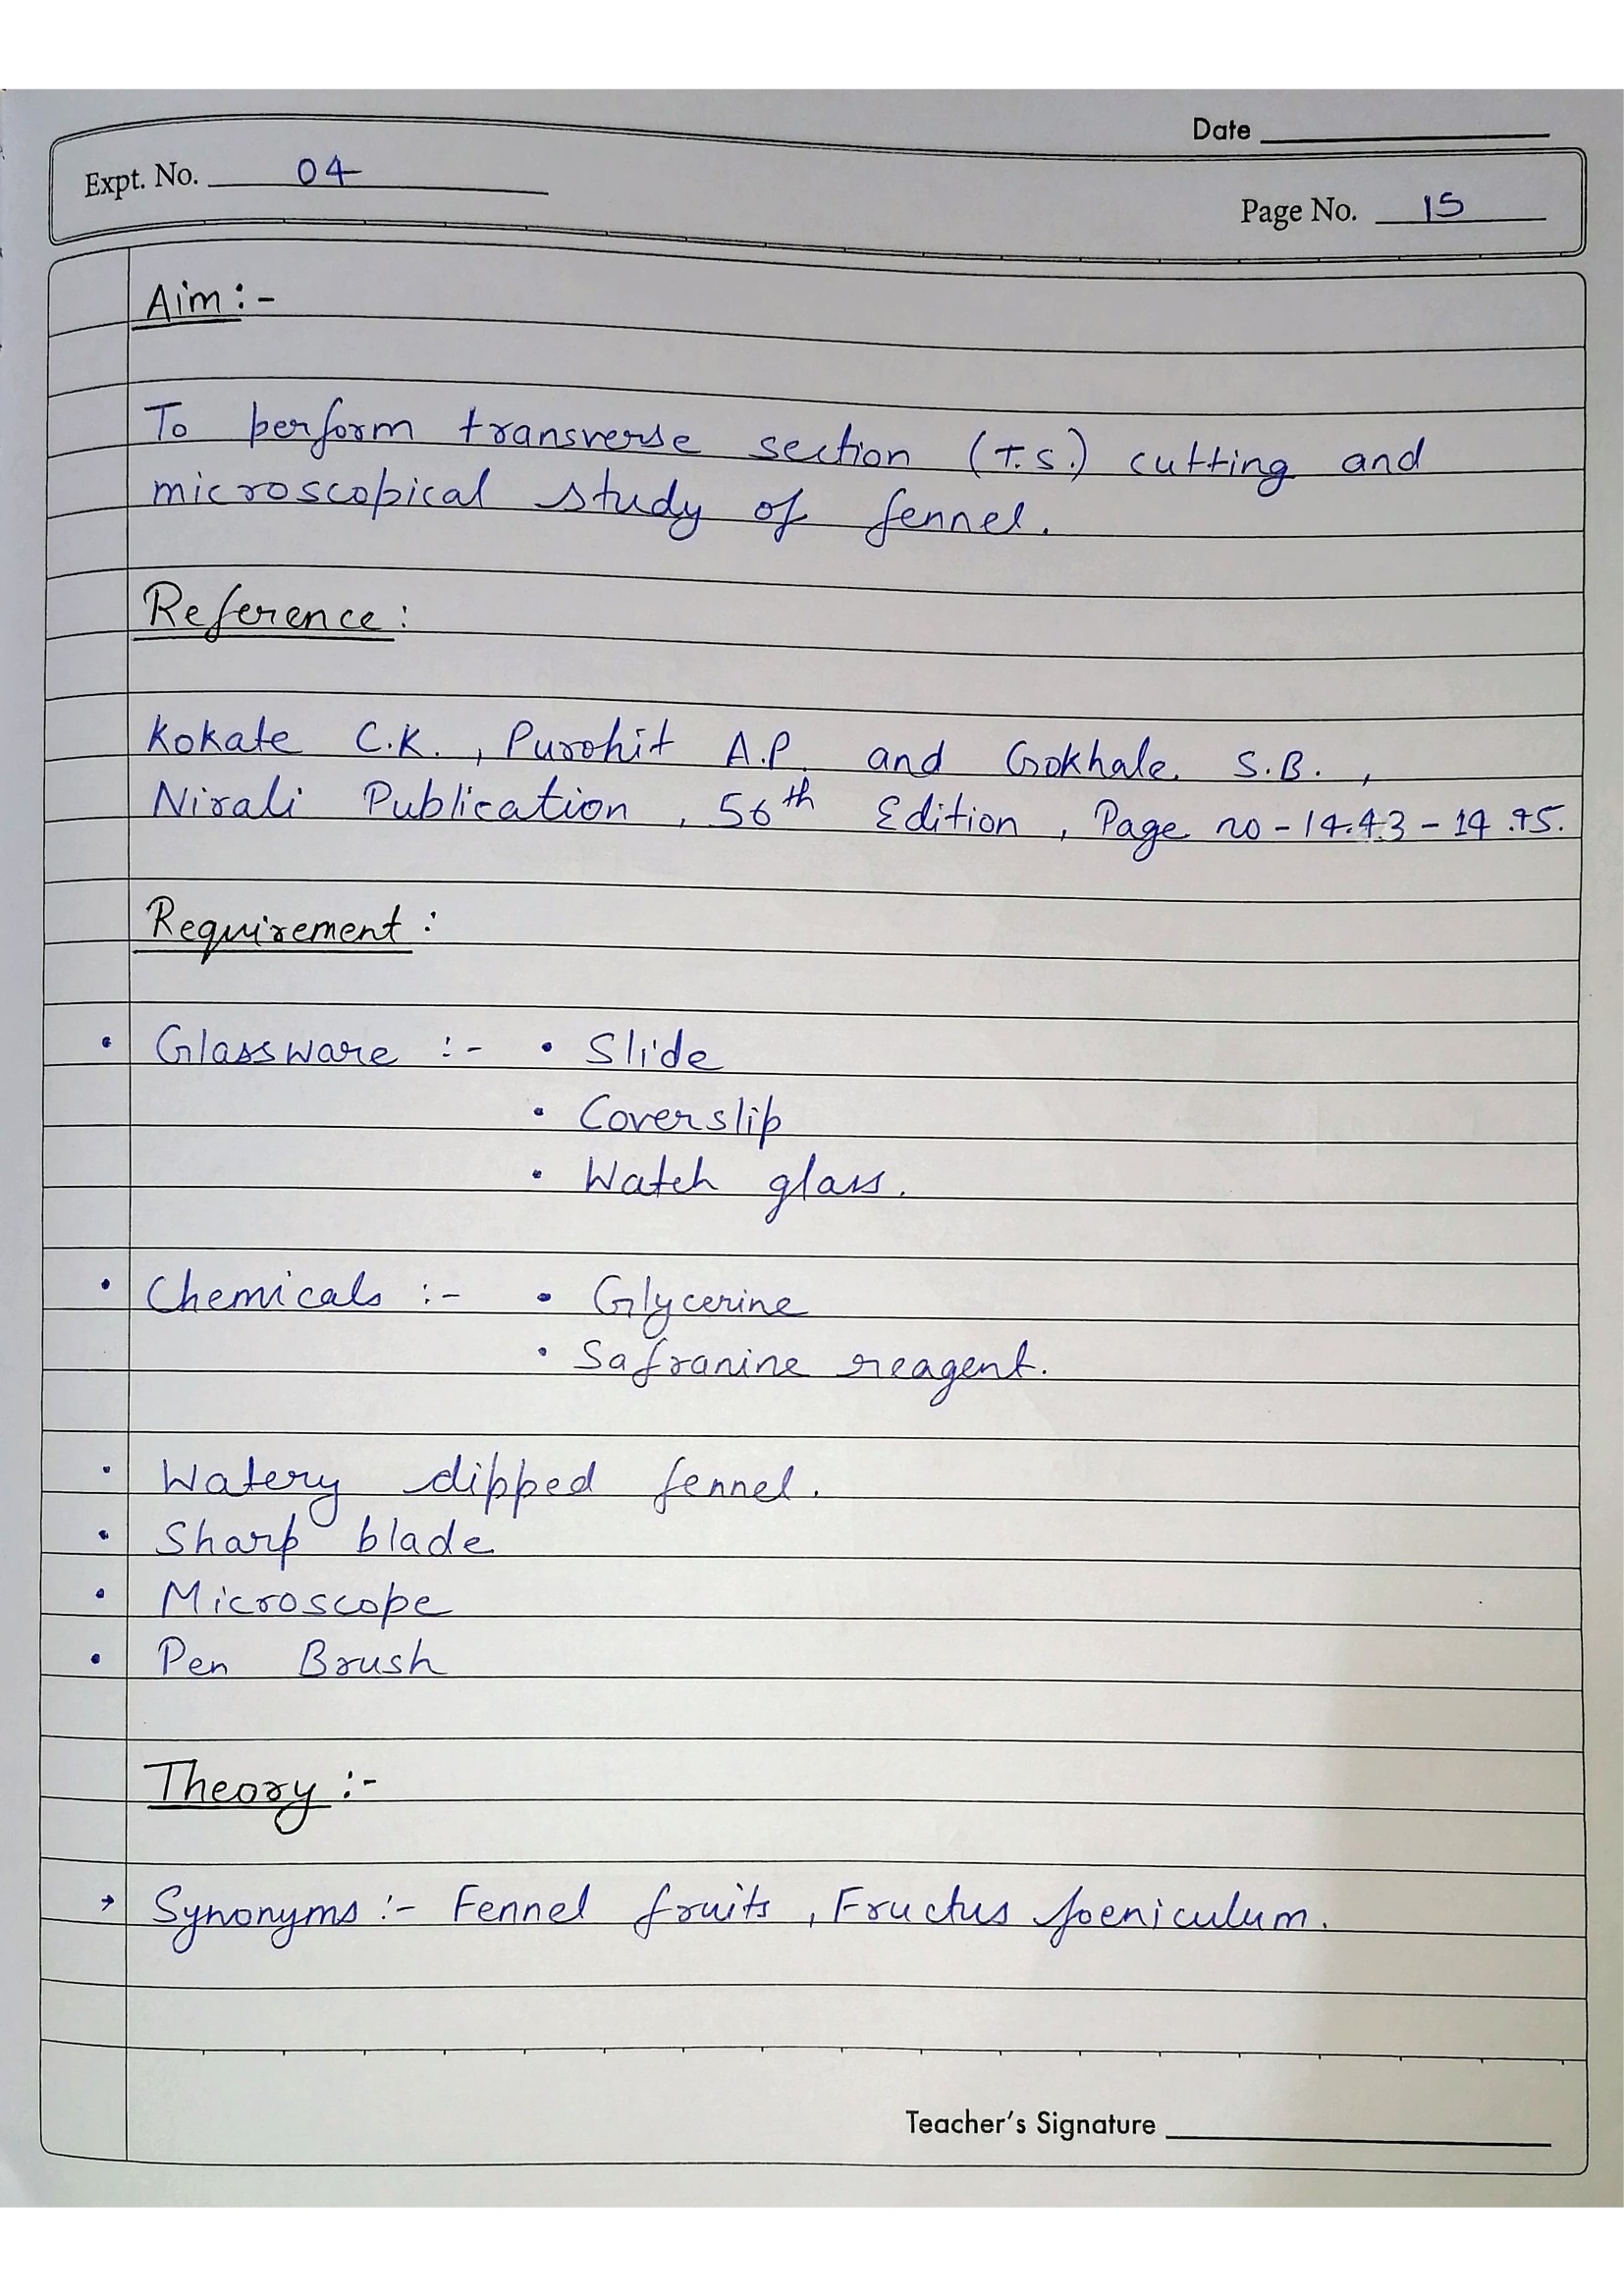 Date
Expt. No. 04
Page No. 15
Aim :-
To perform transverse section (T.S.) cutting and
microscopical study of fennel.
Reference :
Kokate C.K., Purohit A.P. and Gokhale S.B.,
Nirali Publication, 56th Edition, Page no - 14.43 - 14.45.
Requirement :
• Glassware :- • Slide
• Coverslip
• Watch glass.
• Chemicals :- • Glycerine
• Safranine reagent.
• Watery dipped fennel.
• Sharp blade
• Microscope
• Pen Brush
Theory :-
→ Synonyms :- Fennel fruits, Fructus foeniculum.
Teacher's Signature